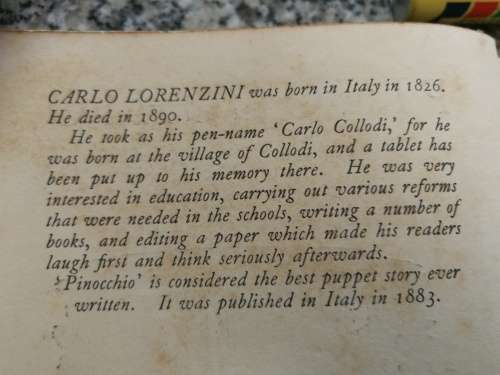 CARLO LORENZINI was born in Italy in 1826.
He died in 1890.
He took as his pen-name 'Carlo Collodi,' for he
was born at the village of Collodi, and a tablet has
been put up to his memory there. He was very
interested in education, carrying out various reforms
that were needed in the schools, writing a number of
books, and editing a paper which made his readers
laugh first and think seriously afterwards.
'Pinocchio' is considered the best puppet story ever
written. It was published in Italy in 1883.